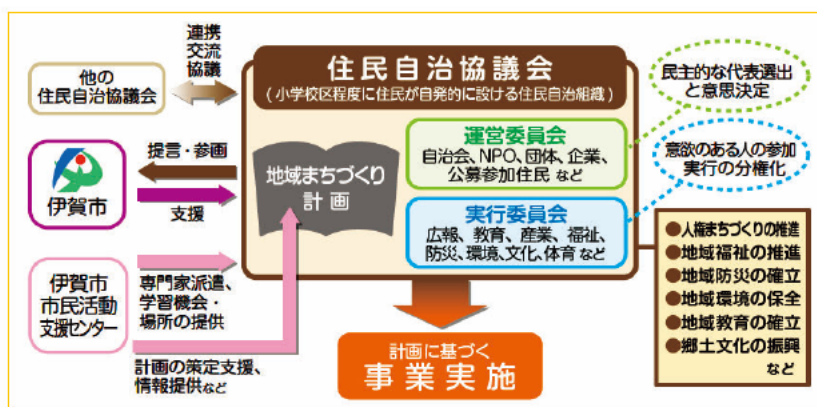 連携
交流
協議
他の
住民自治協議会
住民自治協議会
(小学校区程度に住民が自発的に設ける住民自治組織)
民主的な代表選出
と意思決定
提言・参画
伊賀市
支援
地域まちづくり
計画
運営委員会
自治会、NPO、団体、企業、
公募参加住民 など
意欲のある人の参加
実行の分権化
実行委員会
広報、教育、産業、福祉、
防災、環境、文化、体育 など
伊賀市
市民活動
支援センター
専門家派遣、
学習機会・
場所の提供
計画の策定支援、
情報提供など
計画に基づく
事業実施
●人権まちづくりの推進
●地域福祉の推進
●地域防災の確立
●地域環境の保全
●地域教育の確立
●郷土文化の振興
など